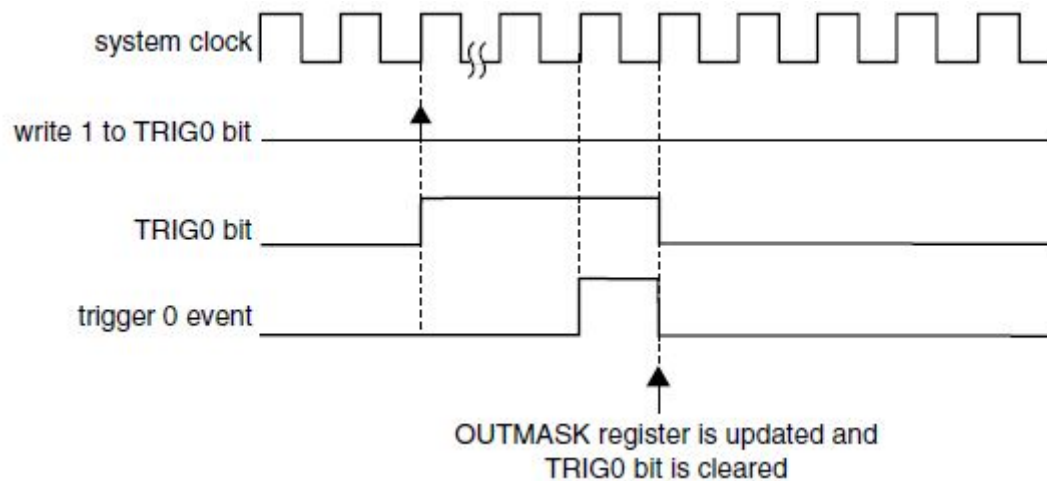 system clock
write 1 to TRIG0 bit
TRIG0 bit
trigger 0 event
OUTMASK register is updated and
TRIG0 bit is cleared